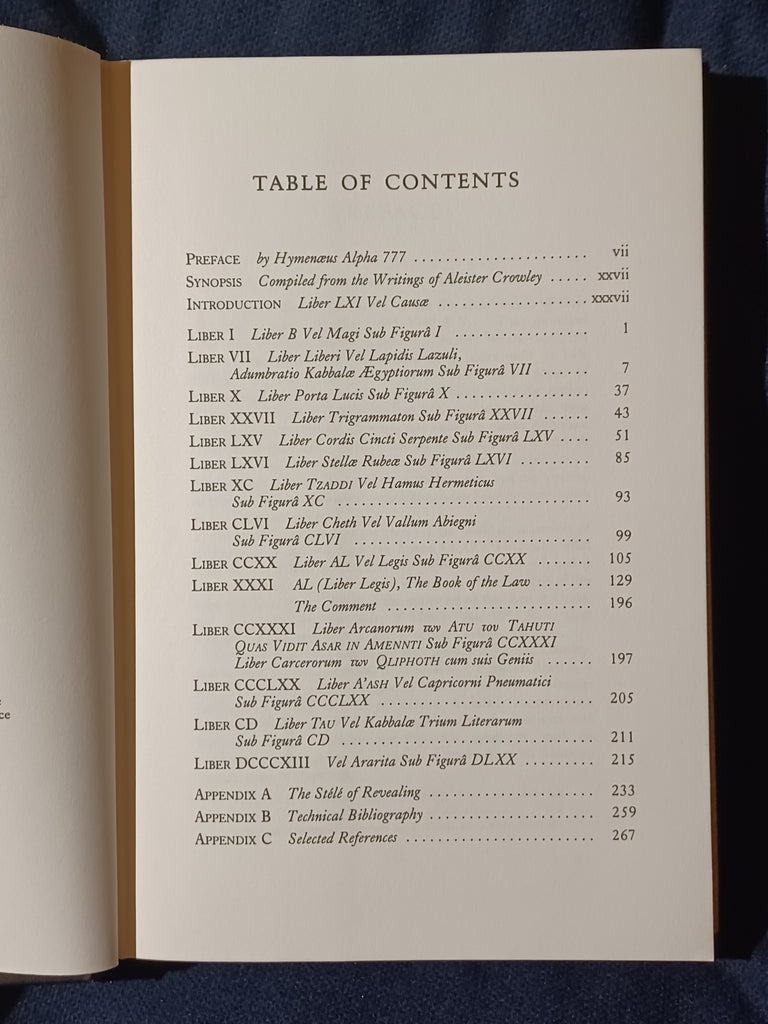 TABLE OF CONTENTS
PREFACE by Hymenæus Alpha 777 ...................... vii
SYNOPSIS Compiled from the Writings of Aleister Crowley ..... xxvii
INTRODUCTION Liber LXI Vel Causæ .................... xxxvii
LIBER I Liber B Vel Magi Sub Figurâ I ................. 1
LIBER VII Liber Liberi Vel Lapidis Lazuli,
Adumbratio Kabbalæ Ægyptiorum Sub Figurâ VII ...... 7
LIBER X Liber Porta Lucis Sub Figurâ X ................. 37
LIBER XXVII Liber Trigrammaton Sub Figurâ XXVII ...... 43
LIBER LXV Liber Cordis Cincti Serpente Sub Figurâ LXV .... 51
LIBER LXVI Liber Stellæ Rubeæ Sub Figurâ LXVI ......... 85
LIBER XC Liber TZADDI Vel Hamus Hermeticus
Sub Figurâ XC ................................ 93
LIBER CLVI Liber Cheth Vel Vallum Abiegni
Sub Figurâ CLVI .............................. 99
LIBER CCXX Liber AL Vel Legis Sub Figurâ CCXX ....... 105
LIBER XXXI AL (Liber Legis), The Book of the Law ....... 129
The Comment .......................... 196
LIBER CCXXXI Liber Arcanorum των ATU του TAHUTI
QUAS VIDIT ASAR IN AMENNTI Sub Figurâ CCXXXI
Liber Carcerorum των QLIPHOTH cum suis Geniis ...... 197
LIBER CCCLXX Liber A'ASH Vel Capricorni Pneumatici
Sub Figurâ CCCLXX ........................... 205
LIBER CD Liber TAU Vel Kabbalæ Trium Literarum
Sub Figurâ CD ................................ 211
LIBER DCCCXIII Vel Ararita Sub Figurâ DLXX ......... 215
APPENDIX A The Stélé of Revealing ..................... 233
APPENDIX B Technical Bibliography ..................... 259
APPENDIX C Selected References ........................ 267